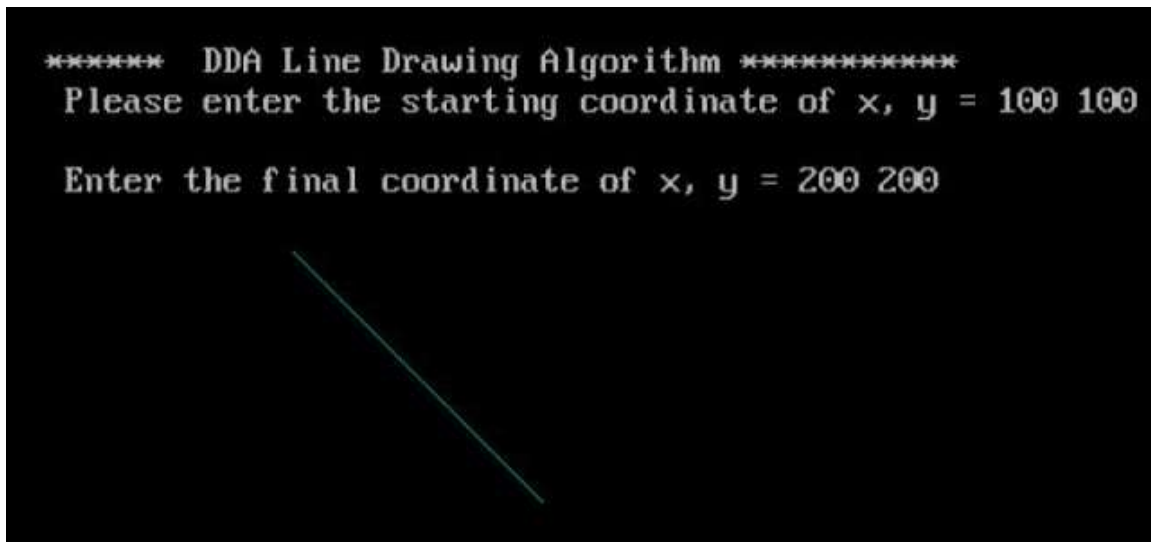 ****** DDA Line Drawing Algorithm ***********
Please enter the starting coordinate of x, y = 100 100
Enter the final coordinate of x, y = 200 200